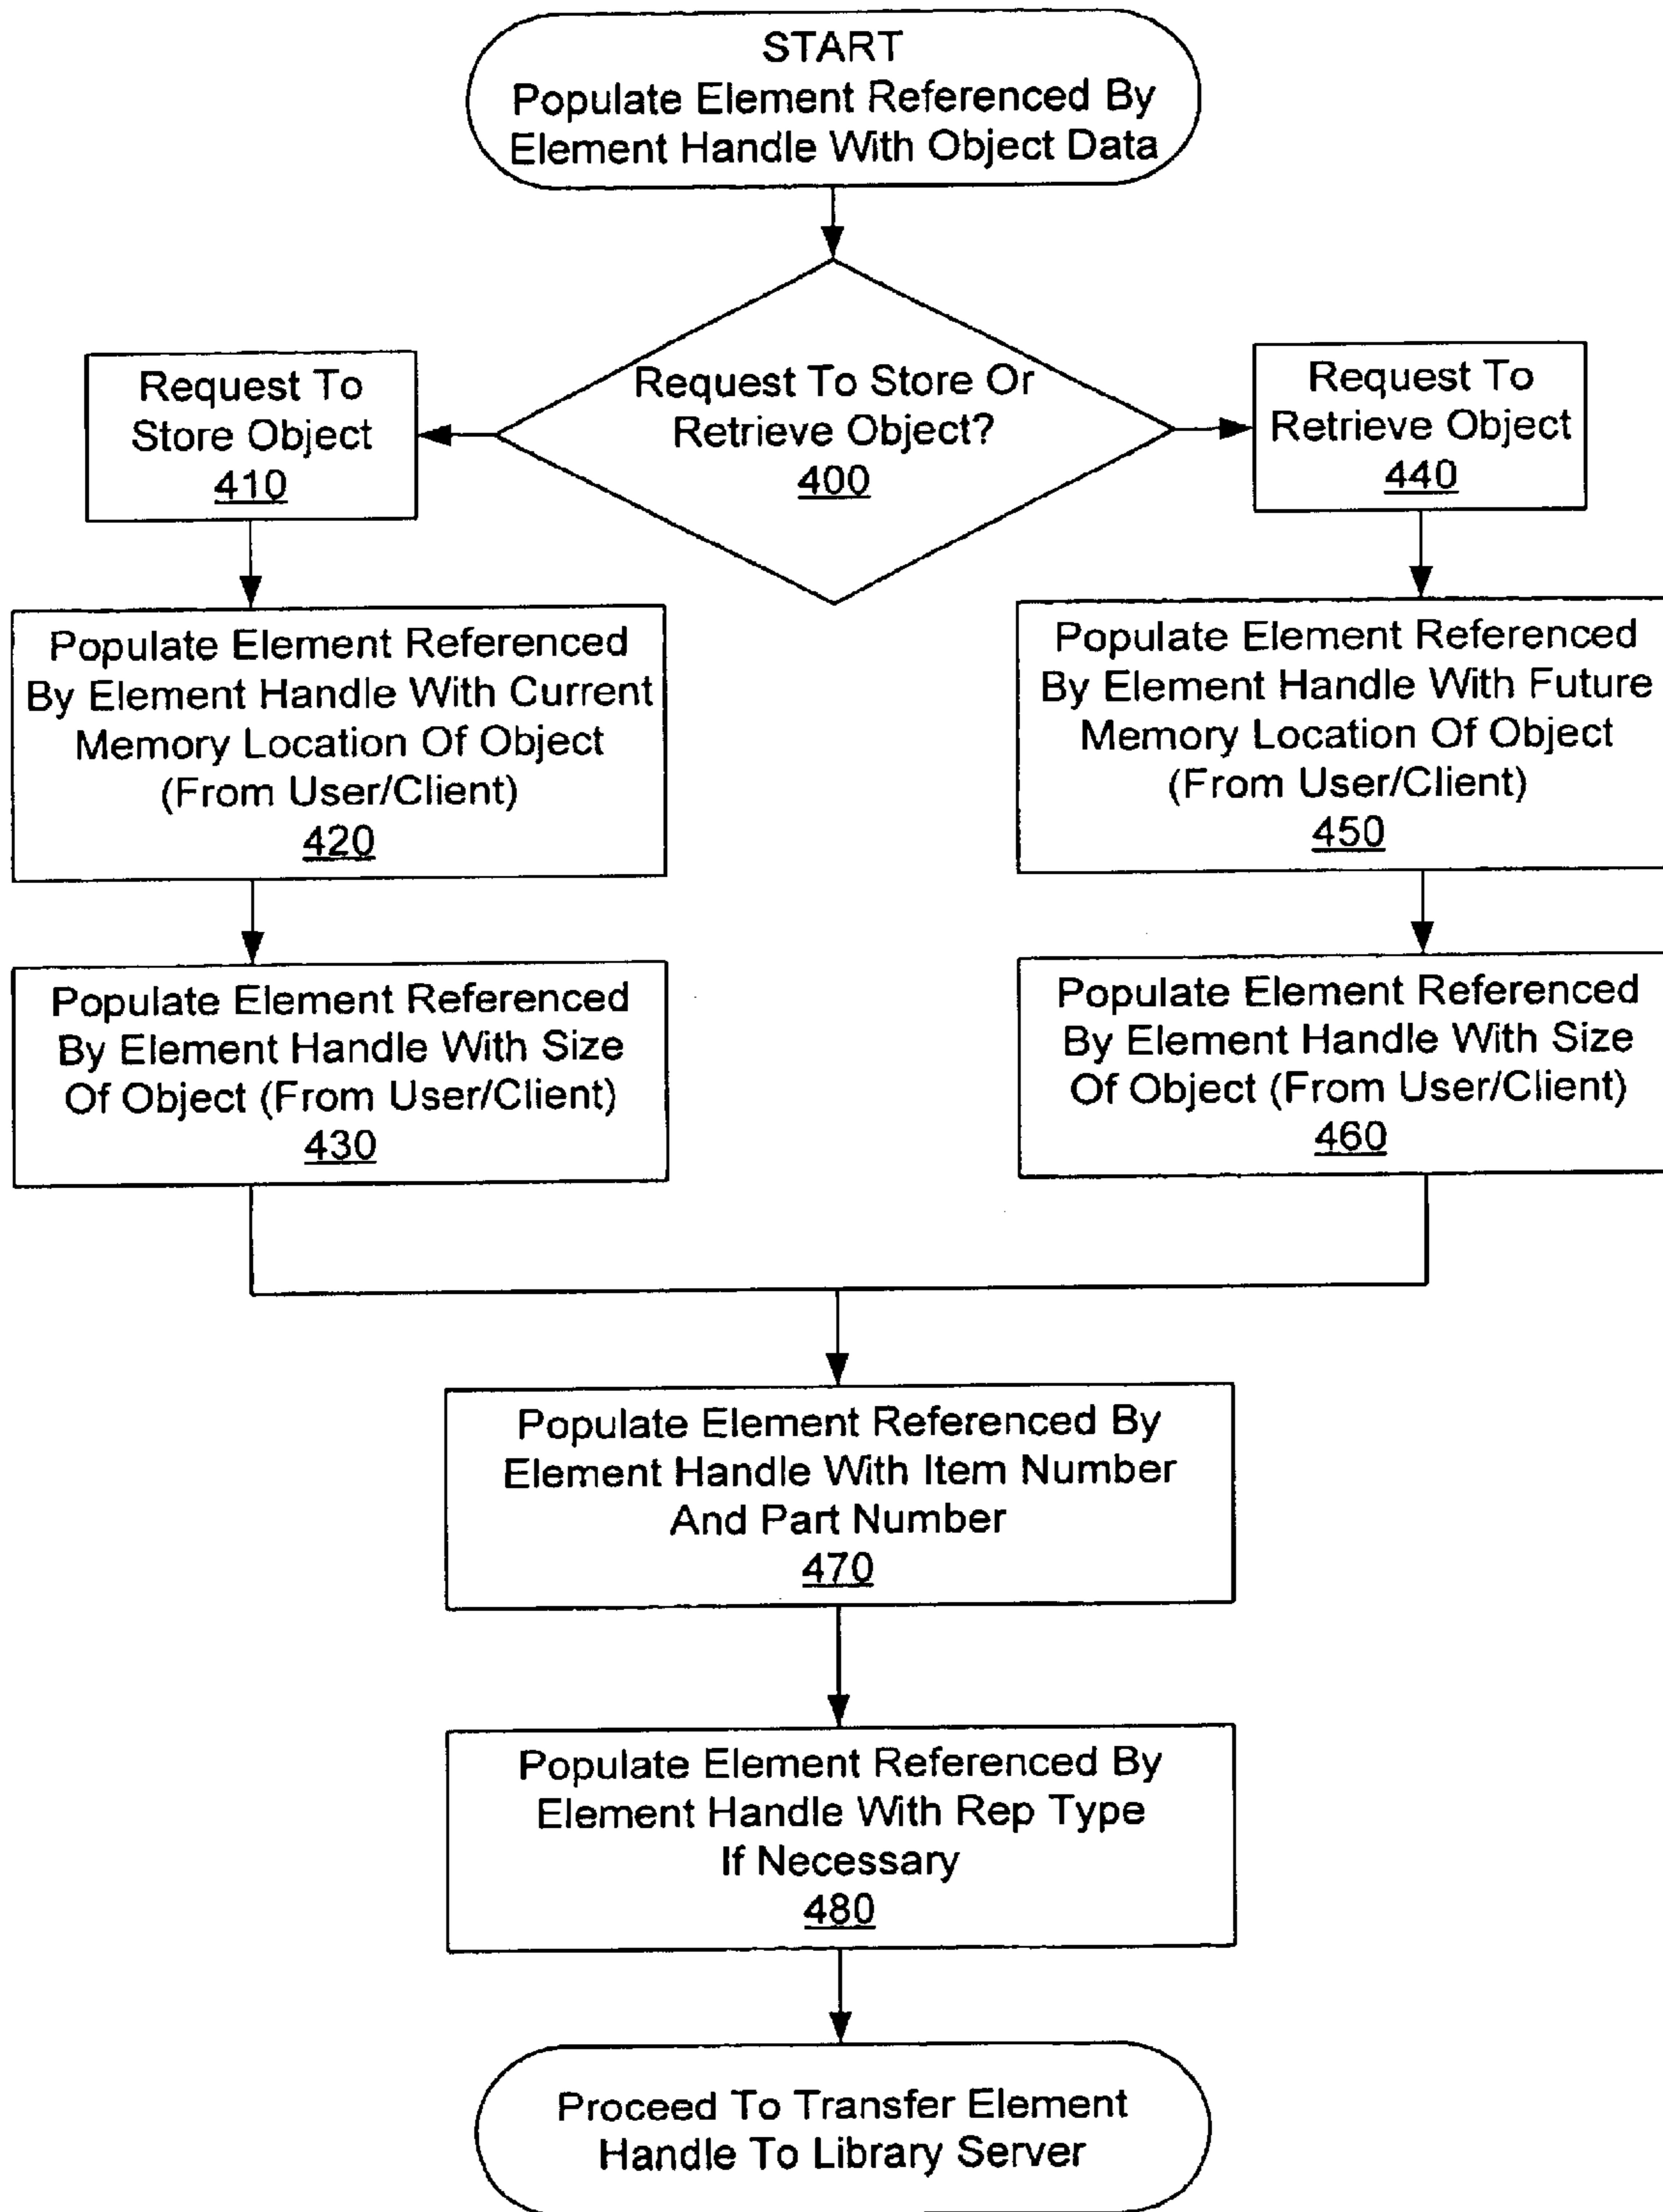 START
Populate Element Referenced By
Element Handle With Object Data
Request To Store Or
Retrieve Object?
400
Request To
Store Object
410
Request To
Retrieve Object
440
Populate Element Referenced
By Element Handle With Current
Memory Location Of Object
(From User/Client)
420
Populate Element Referenced
By Element Handle With Future
Memory Location Of Object
(From User/Client)
450
Populate Element Referenced
By Element Handle With Size
Of Object (From User/Client)
430
Populate Element Referenced
By Element Handle With Size
Of Object (From User/Client)
460
Populate Element Referenced By
Element Handle With Item Number
And Part Number
470
Populate Element Referenced By
Element Handle With Rep Type
If Necessary
480
Proceed To Transfer Element
Handle To Library Server